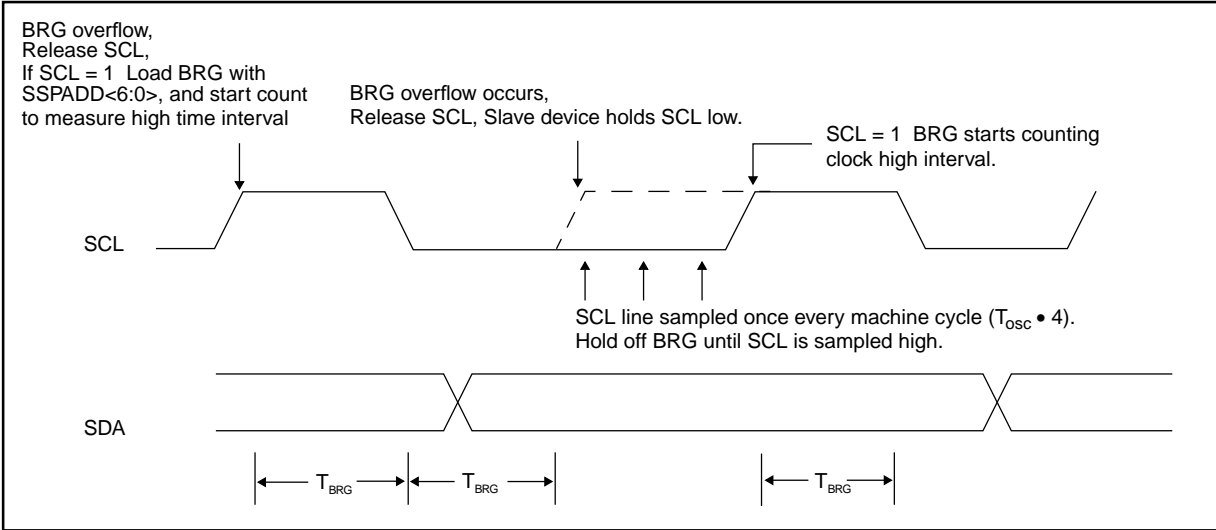 BRG overflow,
Release SCL,
If SCL = 1 Load BRG with
SSPADD<6:0>, and start count
to measure high time interval
BRG overflow occurs,
Release SCL, Slave device holds SCL low.
SCL = 1 BRG starts counting
clock high interval.
SCL
SCL line sampled once every machine cycle (Tosc • 4).
Hold off BRG until SCL is sampled high.
SDA
TBRG
TBRG
TBRG